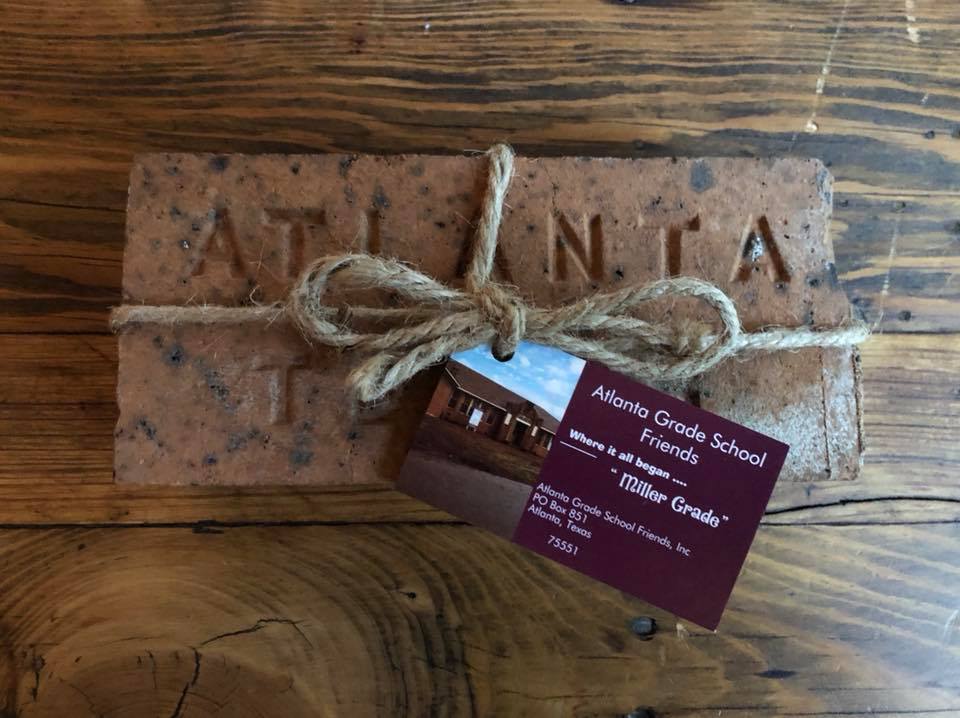 ATLANTA
Atlanta Grade School
Friends
Where it all began ....
" Miller Grade"
Atlanta Grade School Friends, Inc
PO Box 851
Atlanta, Texas
75551